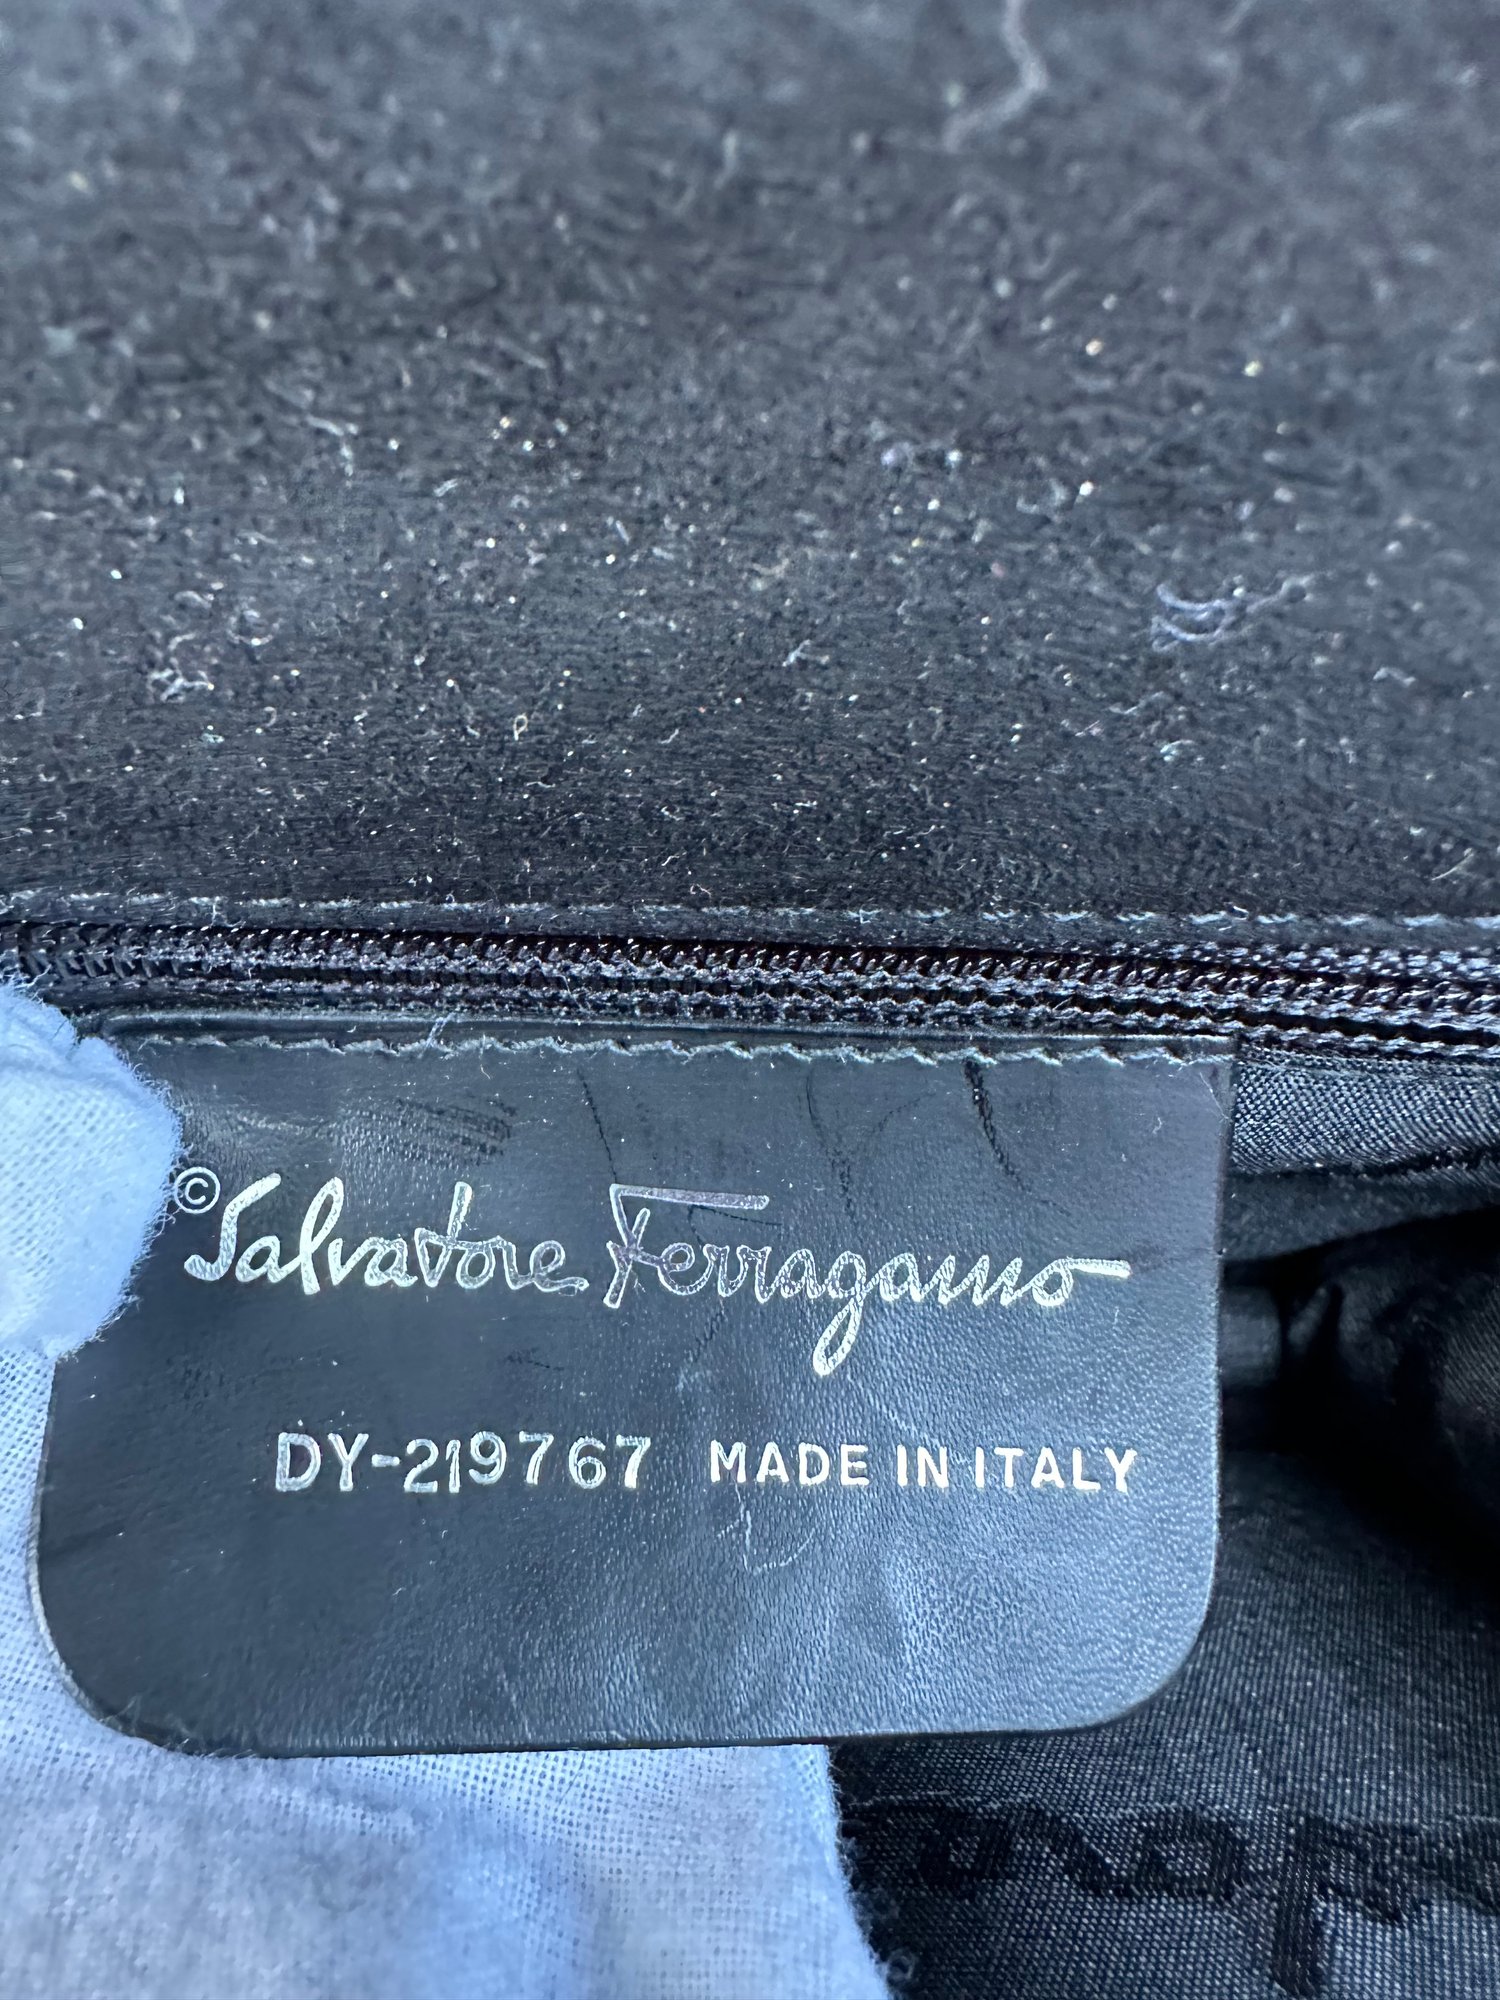 © Salvatore Ferragamo
DY-219767 MADE IN ITALY